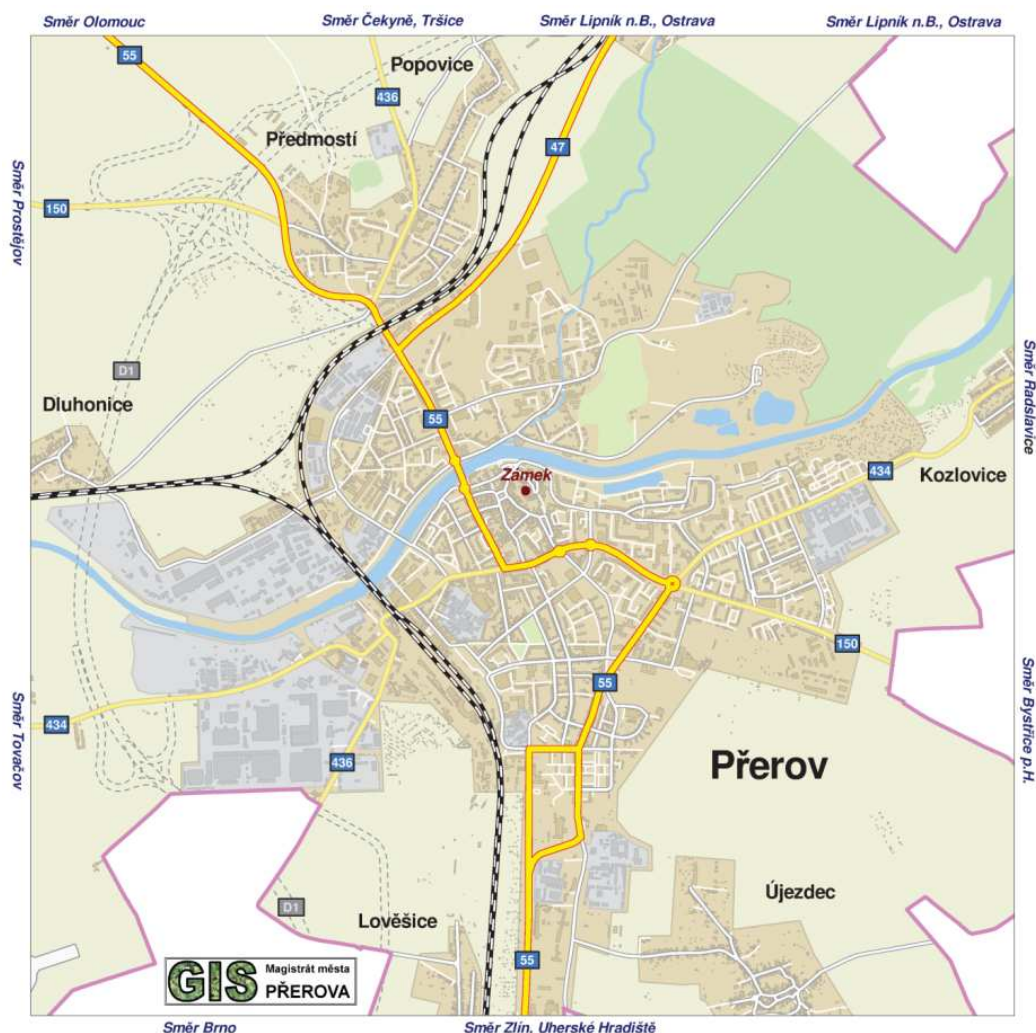 Směr Olomouc
Směr Čekyně, Tršice
Směr Lipník n.B., Ostrava
Směr Lipník n.B., Ostrava
55
Popovice
436
Předmostí
47
Směr Prostějov
150
D1
Dluhonice
55
Směr Radslavice
Zámek
434
Kozlovice
150
55
Směr Tovačov
434
436
Přerov
Směr Bystřice p.H.
D1
Lověšice
Újezdec
55
GIS
Magistrát města
PŘEROVA
Směr Brno
Směr Zlín, Uherské Hradiště